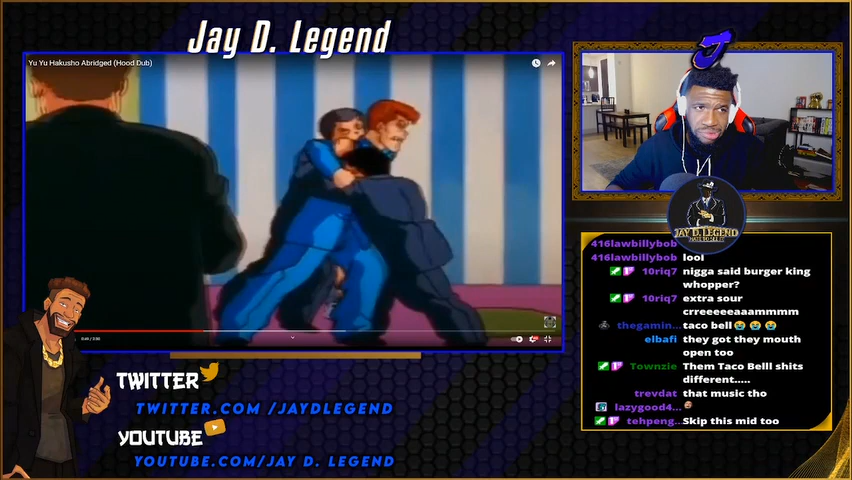 Jay D. Legend
Yu Yu Hakusho Abridged (Hood Dub)
J
JAY D. LEGEND
416lawbillybob
416lawbillybob lool
10riq7 nigga said burger king
whopper?
10riq7 extra sour
crreeeeeaaammmm
thegamin... taco bell😭😭😭
elbafi they got they mouth
open too
Townzie Them Taco Belll shits
different.....
trevdat that music tho
lazygood4...
tehpeng... Skip this mid too
TWITTER
TWITTER.COM /JAYDLEGEND
YOUTUBE
YOUTUBE.COM/JAY D. LEGEND